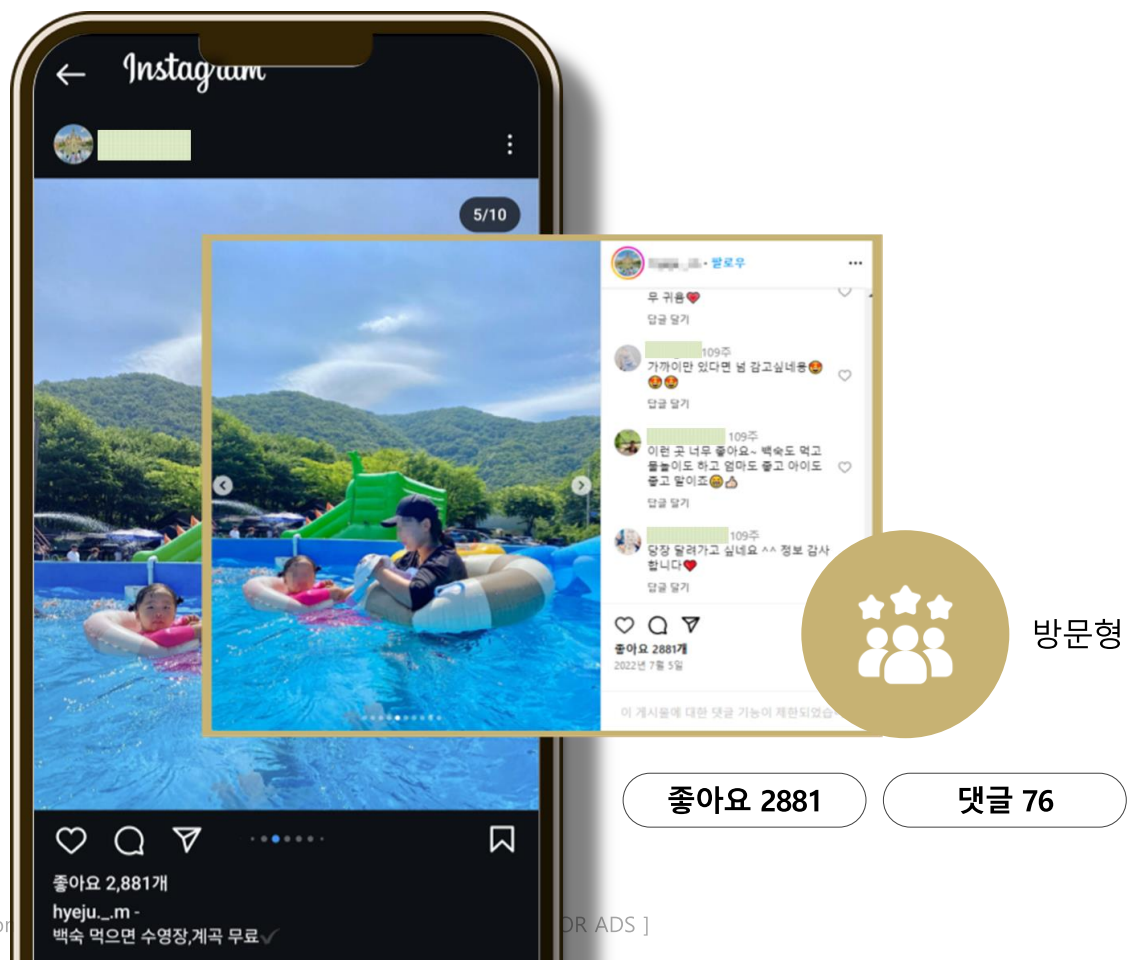 Instagram
5/10
팔로우
무 귀욤❤
답글 달기
109주
가까이만 있다면 넘 감고싶네용😍
😍😍
답글 달기
109주
이런 곳 너무 좋아요~ 백숙도 먹고
물놀이도 하고 엄마도 좋고 아이도
좋고 말이죠😆👍
답글 달기
109주
당장 달려가고 싶네요 ^^ 정보 감사
합니다❤
답글 달기
좋아요 2881개
2022년 7월 5일
이 게시물에 대한 댓글 기능이 제한되었습
방문형
좋아요 2881
댓글 76
좋아요 2,881개
hyeju._.m -
백숙 먹으면 수영장,계곡 무료✓
OR ADS ]